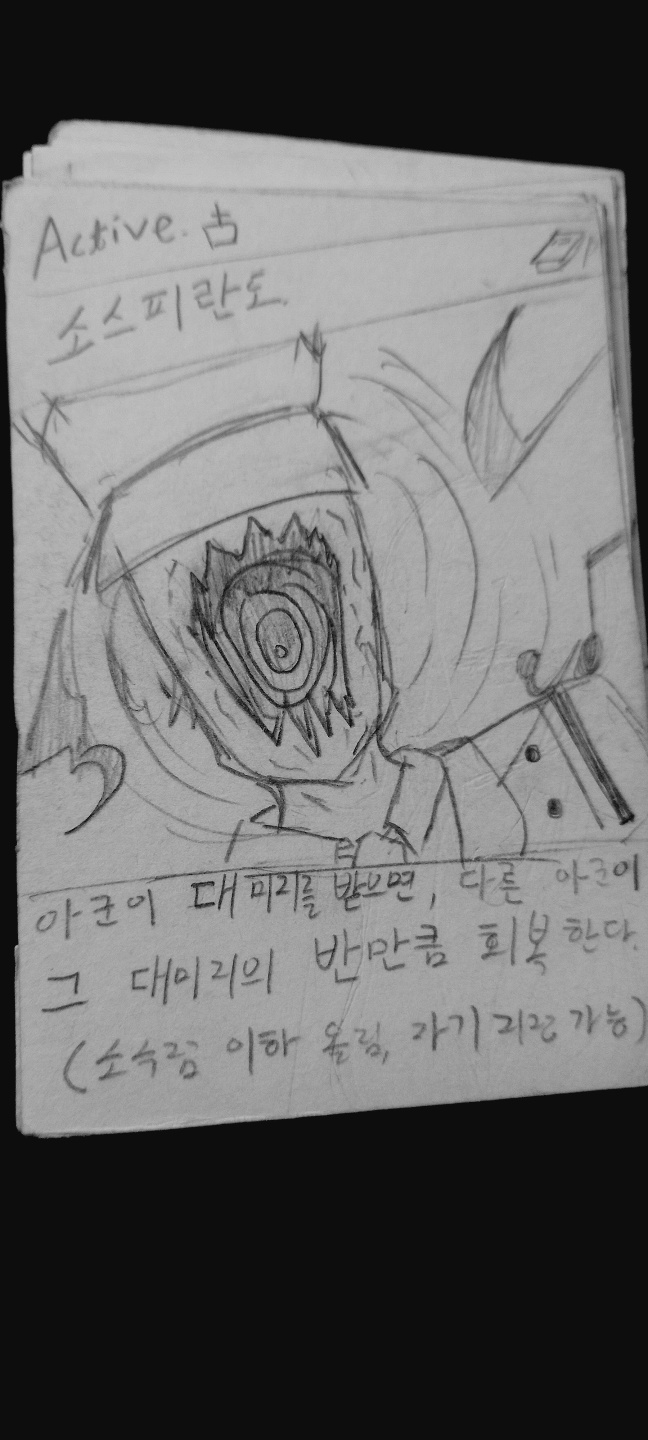 Active. 占
소스피란도.
아군이 대미지를 받으면, 다른 아군이
그 대미지의 반만큼 회복한다.
(소수점 이하 올림, 자기 지정 가능)